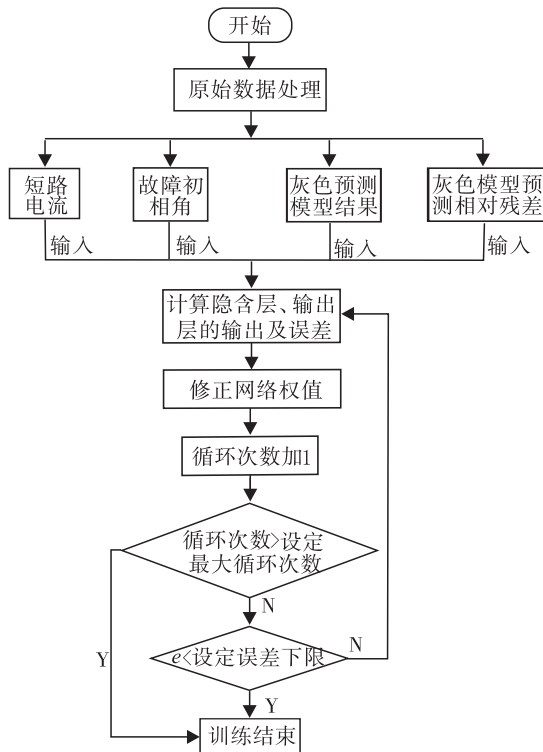 开始
原始数据处理
短路
电流
故障初
相角
灰色预测
模型结果
灰色模型预
测相对残差
输入
输入
输入
输入
计算隐含层、输出
层的输出及误差
修正网络权值
循环次数加1
循环次数>设定
最大循环次数
N
e<设定误差下限
N
Y
Y
训练结束